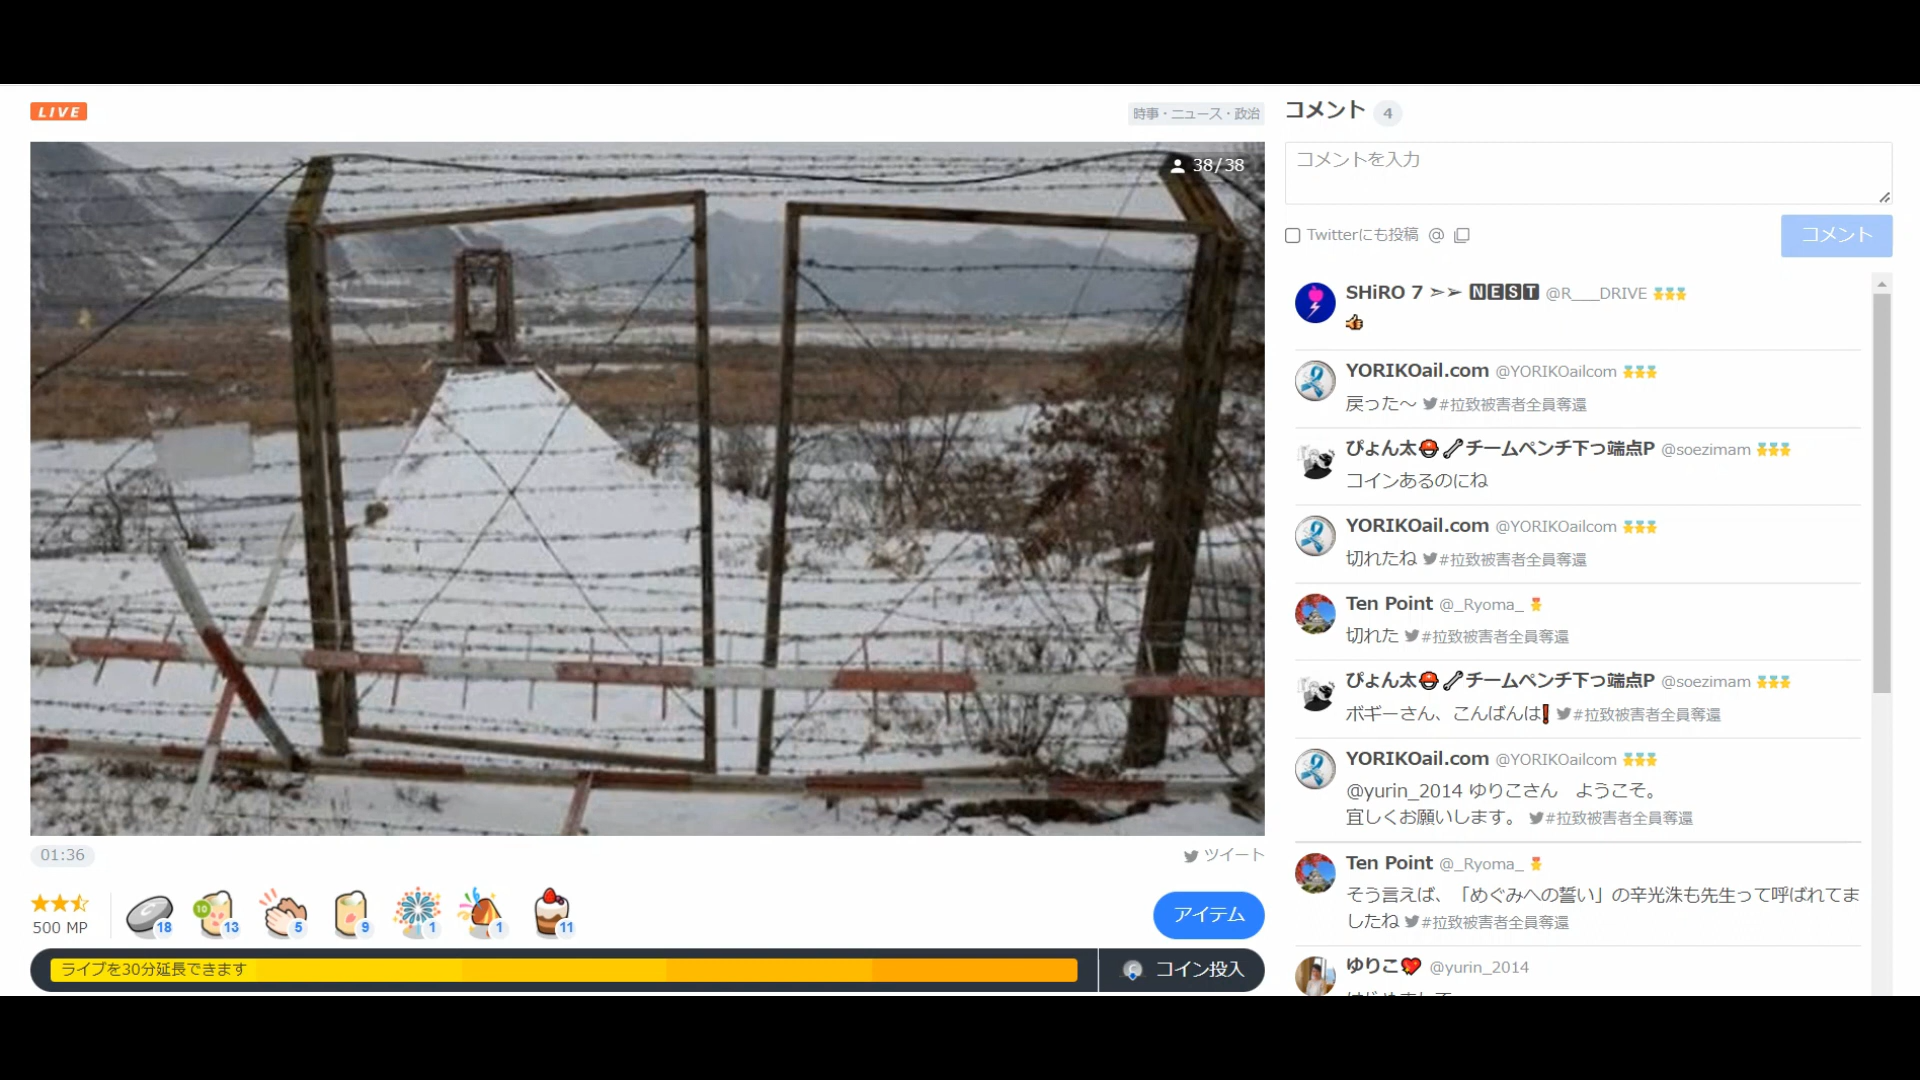 LIVE
時事・ニュース・政治
38/38
01:36
ツイート
500 MP
18
10
13
5
9
1
1
11
アイテム
ライブを30分延長できます
コイン投入
コメント 4
コメントを入力
Twitterにも投稿 @
コメント
SHiRO 7 ➣➣ NEST @R___DRIVE
YORIKOail.com @YORIKOailcom
戻った〜 #拉致被害者全員奪還
ぴょん太チームペンチ下っ端点P @soezimam
コインあるのにね
YORIKOail.com @YORIKOailcom
切れたね #拉致被害者全員奪還
Ten Point @_Ryoma_
切れた #拉致被害者全員奪還
ぴょん太チームペンチ下っ端点P @soezimam
ボギーさん、こんばんは❗ #拉致被害者全員奪還
YORIKOail.com @YORIKOailcom
@yurin_2014 ゆりこさん ようこそ。
宜しくお願いします。 #拉致被害者全員奪還
Ten Point @_Ryoma_
そう言えば、「めぐみへの誓い」の辛光洙も先生って呼ばれてま
したね #拉致被害者全員奪還
ゆりこ @yurin_2014